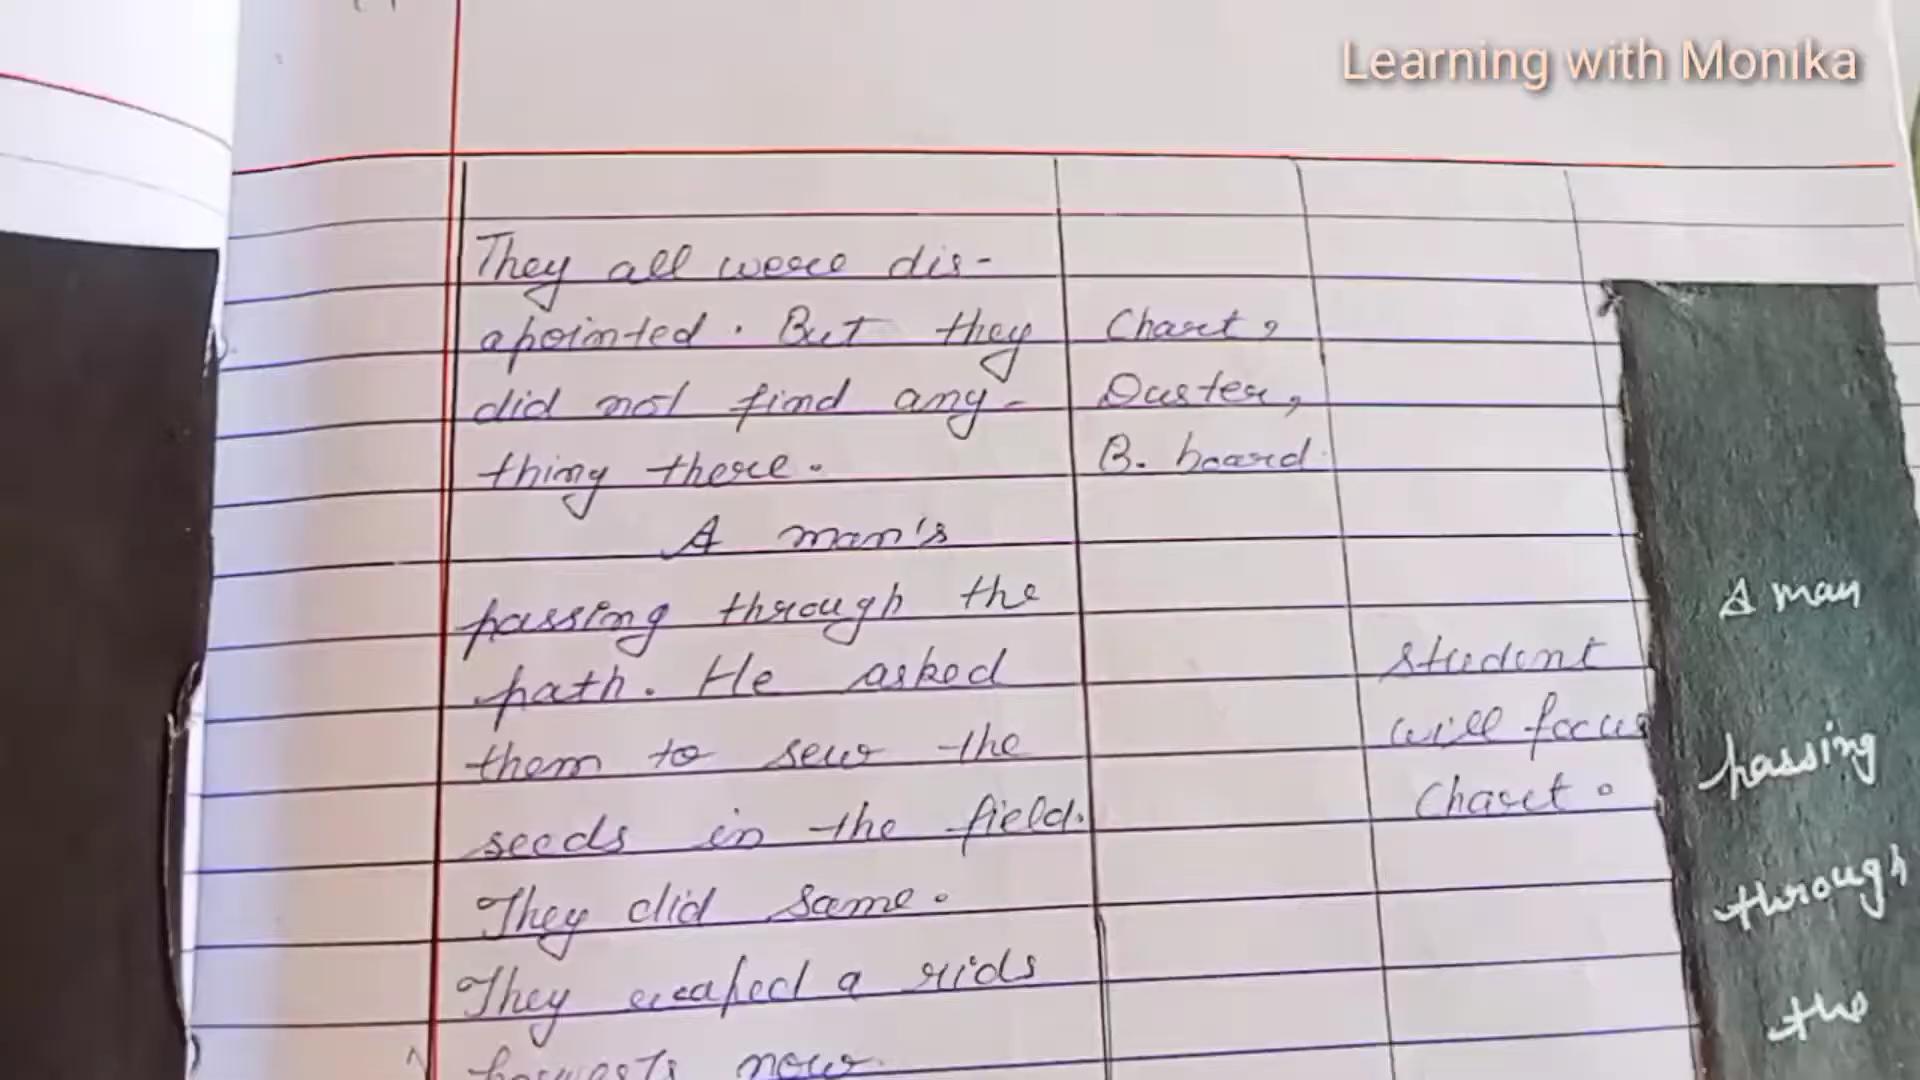 Learning with Monika
They all were dis-
apointed. But they
did not find any-
thing there.
A man's
passing through the
path. He asked
them to sew the
seeds in the field.
They did same.
They reaped a rids
now.
Chart,
Duster,
B. board
student
will focus
Chart.
A man
passing
through
the